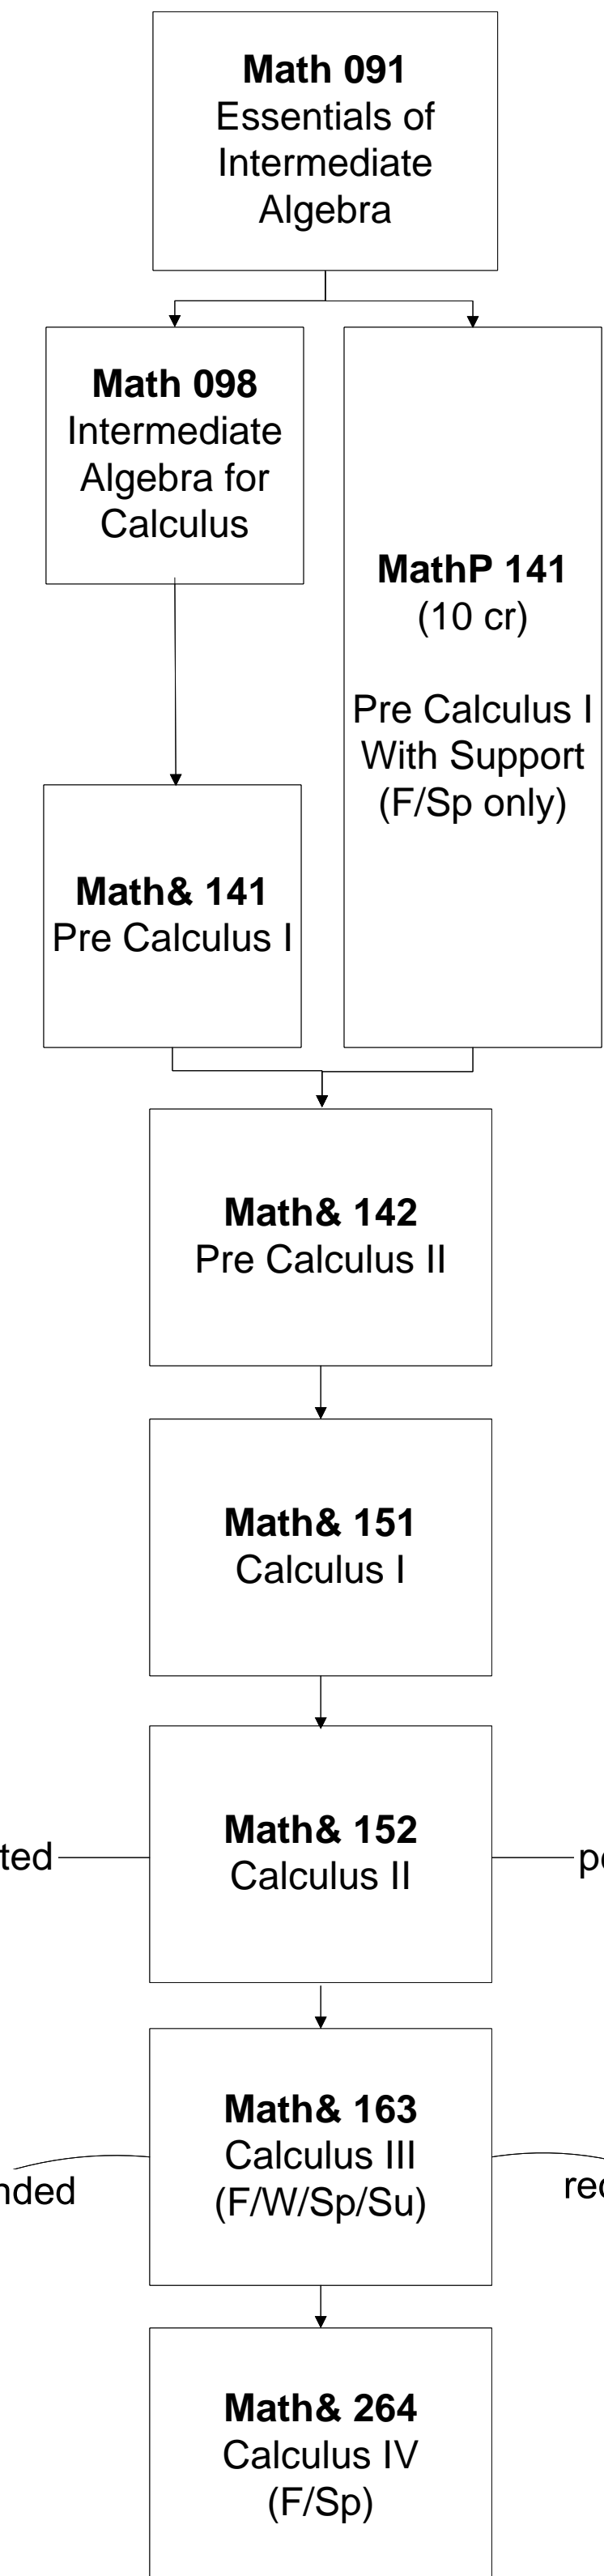 Math 091
Essentials of
Intermediate
Algebra
Math 098
Intermediate
Algebra for
Calculus
MathP 141
(10 cr)
Pre Calculus I
With Support
(F/Sp only)
Math& 141
Pre Calculus I
Math& 142
Pre Calculus II
Math& 151
Calculus I
Math& 152
Calculus II
Math& 163
Calculus III
(F/W/Sp/Su)
Math& 264
Calculus IV
(F/Sp)